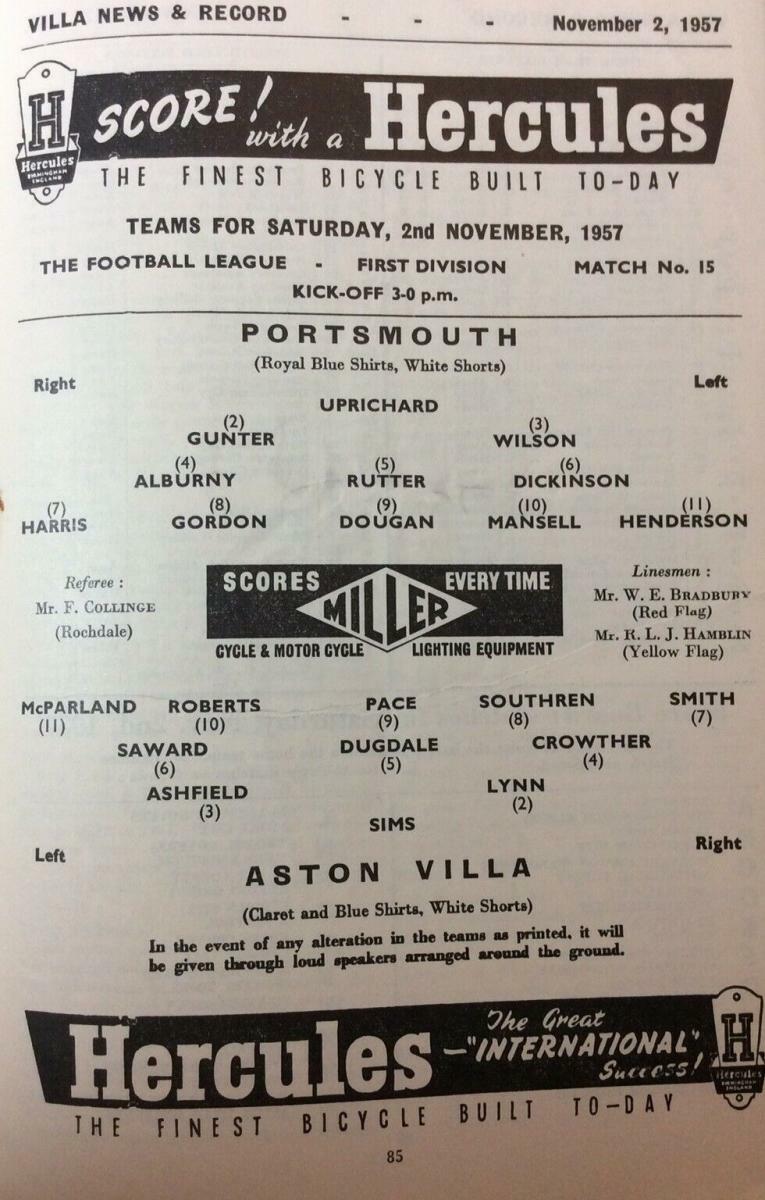 VILLA NEWS & RECORD - - - November 2, 1957
H
Hercules
BIRMINGHAM
ENGLAND
SCORE! with a Hercules
THE FINEST BICYCLE BUILT TO-DAY
TEAMS FOR SATURDAY, 2nd NOVEMBER, 1957
THE FOOTBALL LEAGUE - FIRST DIVISION MATCH No. 15
KICK-OFF 3-0 p.m.
PORTSMOUTH
(Royal Blue Shirts, White Shorts)
Right Left
UPRICHARD
(2) (3)
GUNTER WILSON
(4) (5) (6)
ALBURNY RUTTER DICKINSON
(7) (8) (9) (10) (11)
HARRIS GORDON DOUGAN MANSELL HENDERSON
Referee :
Mr. F. COLLINGE
(Rochdale)
SCORES EVERY TIME
MILLER
CYCLE & MOTOR CYCLE LIGHTING EQUIPMENT
Linesmen :
Mr. W. E. BRADBURY
(Red Flag)
Mr. R. L. J. HAMBLIN
(Yellow Flag)
McPARLAND ROBERTS PACE SOUTHREN SMITH
(11) (10) (9) (8) (7)
SAWARD DUGDALE CROWTHER
(6) (5) (4)
ASHFIELD LYNN
(3) (2)
SIMS
Left Right
ASTON VILLA
(Claret and Blue Shirts, White Shorts)
In the event of any alteration in the teams as printed, it will
be given through loud speakers arranged around the ground.
Hercules The Great
—"INTERNATIONAL"
Success!
H
Hercules
BIRMINGHAM
ENGLAND
THE FINEST BICYCLE BUILT TO-DAY
85